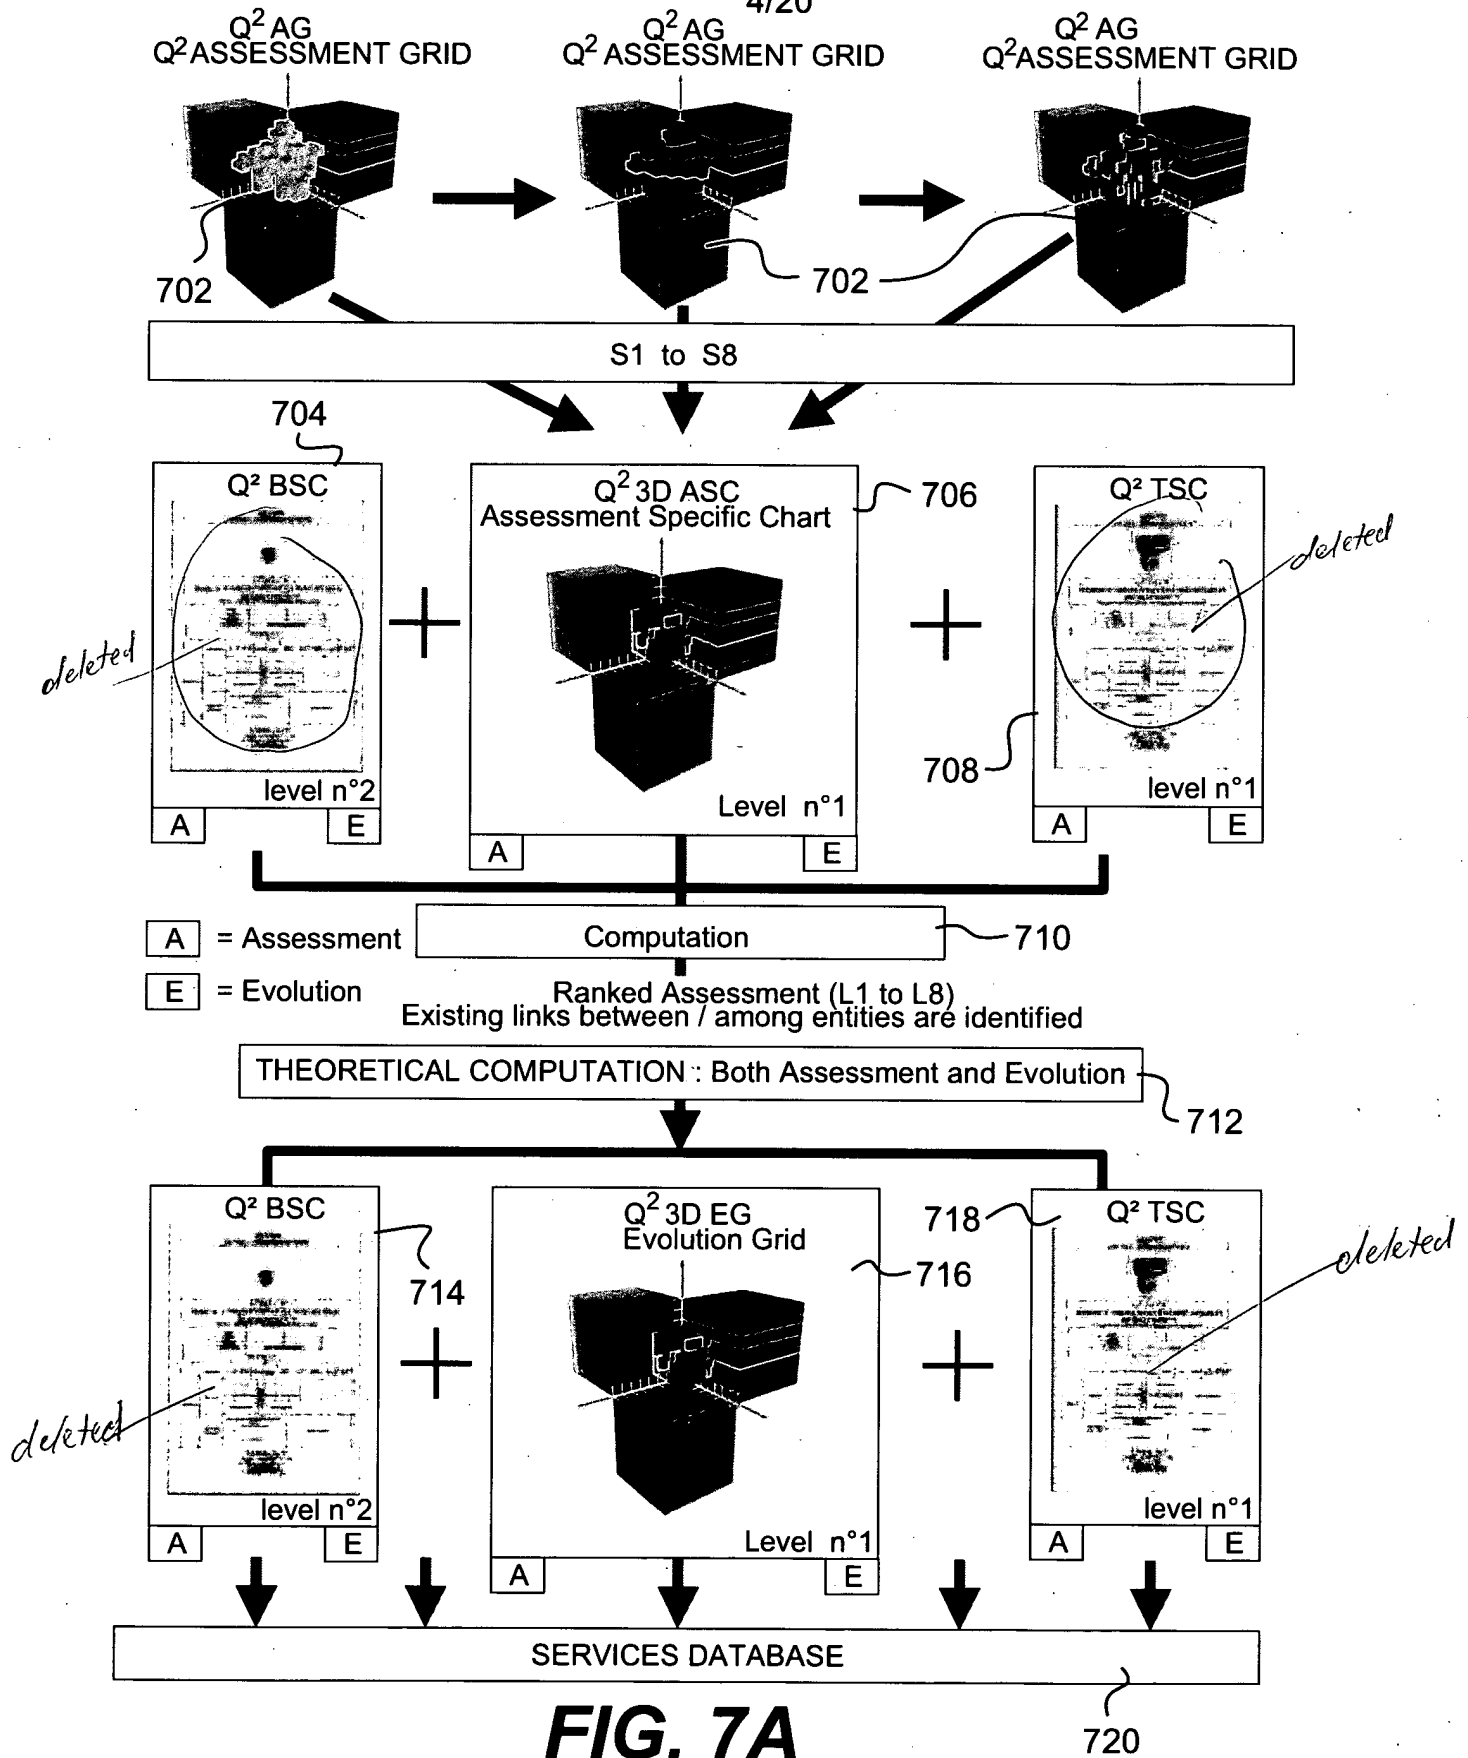 4/20
Q² AG
Q² ASSESSMENT GRID
Q² AG
Q² ASSESSMENT GRID
Q² AG
Q² ASSESSMENT GRID
702
702
S1 to S8
704
Q² BSC
level n°2
A
E
deleted
Q² 3D ASC
Assessment Specific Chart
706
Level n°1
A
E
Q² TSC
deleted
708
level n°1
A
E
A = Assessment
E = Evolution
Computation
710
Ranked Assessment (L1 to L8)
Existing links between / among entities are identified
THEORETICAL COMPUTATION : Both Assessment and Evolution
712
Q² BSC
714
deleted
level n°2
A
E
Q² 3D EG
Evolution Grid
716
Level n°1
A
E
718
Q² TSC
deleted
level n°1
A
E
SERVICES DATABASE
720
FIG. 7A